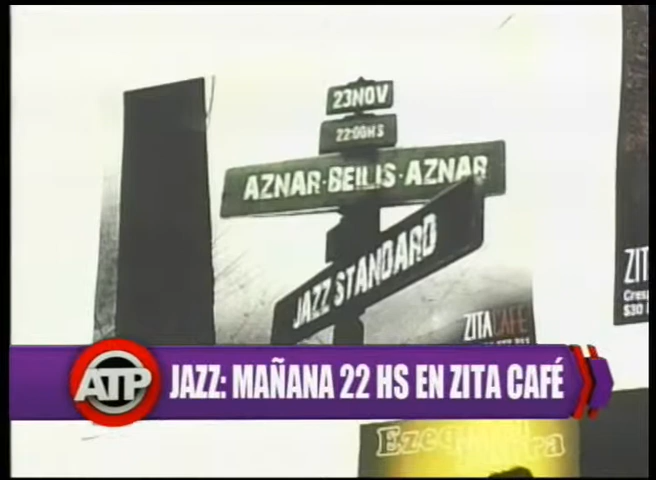 23NOV
22:00HS
AZNAR·BEILIS·AZNAR
JAZZ STANDARD
ZITA CAFE
ZIT
$30
ATP
JAZZ: MAÑANA 22 HS EN ZITA CAFÉ